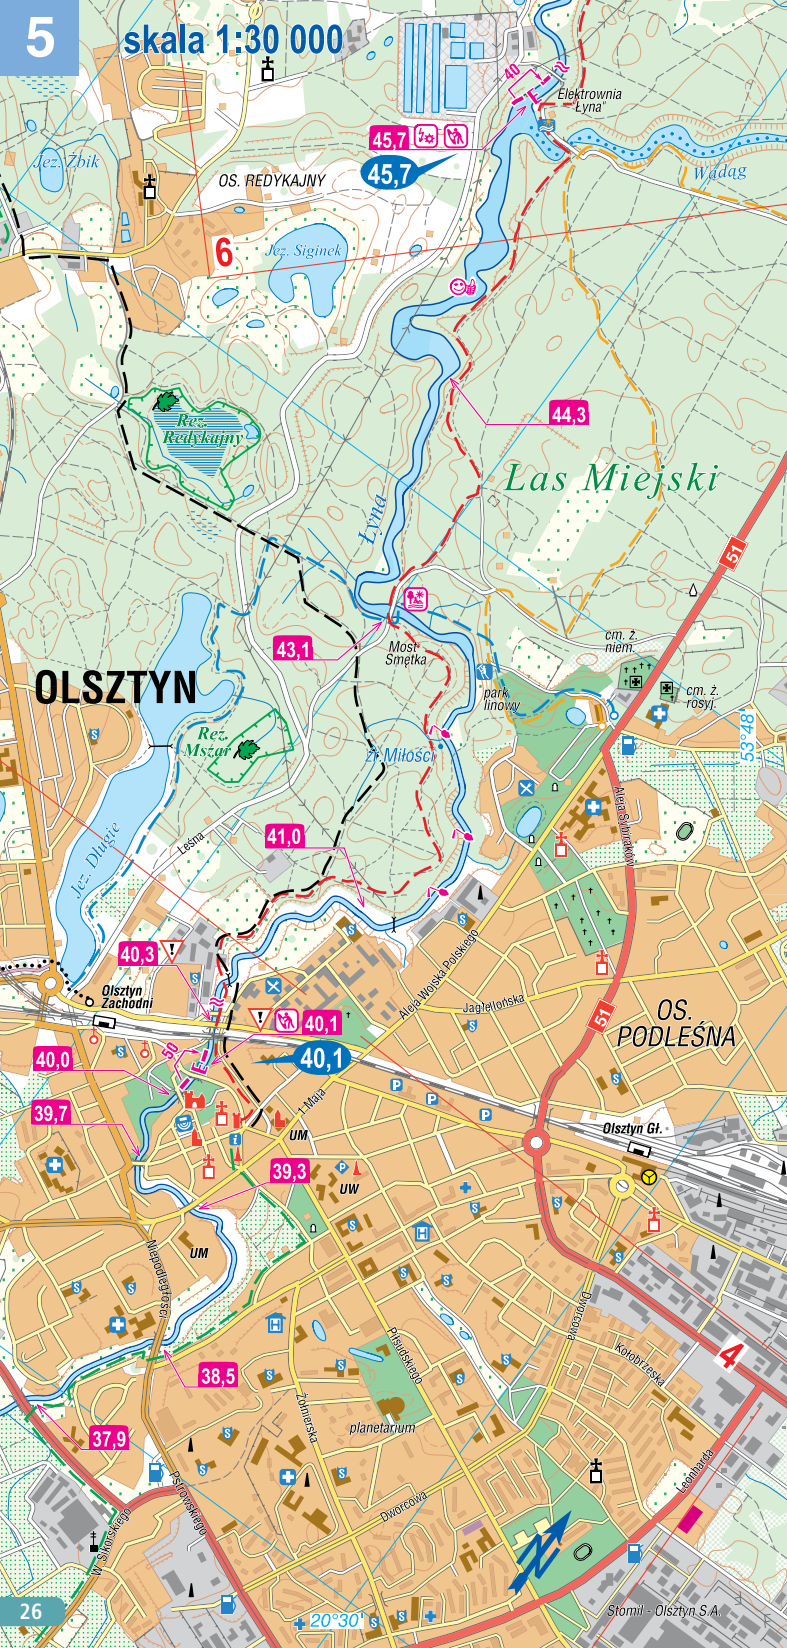 5
skala 1:30 000
40
E
Elektrownia
"Łyna"
45,7
45,7
Jez. Żbik
OS. REDYKAJNY
Wadąg
6
Jez. Siginek
44,3
Rez.
Redykajny
Las Miejski
Łyna
51
43,1
Most
Smętka
cm. ż.
niem.
OLSZTYN
park
linowy
cm. ż.
rosyj.
Rez.
Mszar
źr. Miłości
53°48'
Aleja Sybiraków
Leśna
41,0
Jez. Długie
40,3
Aleja Wojska Polskiego
Olsztyn
Zachodni
Jagiellońska
OS.
PODLEŚNA
51
40,1
40,1
50
E
40,0
39,7
1 Maja
UM
Olsztyn Gł.
39,3
UW
UM
Niepodległości
Dworcowa
Piłsudskiego
Kołobrzeska
4
38,5
Żołnierska
planetarium
37,9
Leonharda
Pstrowskiego
Dworcowa
W. Sikorskiego
N
26
20°30'
Stomil - Olsztyn S.A.